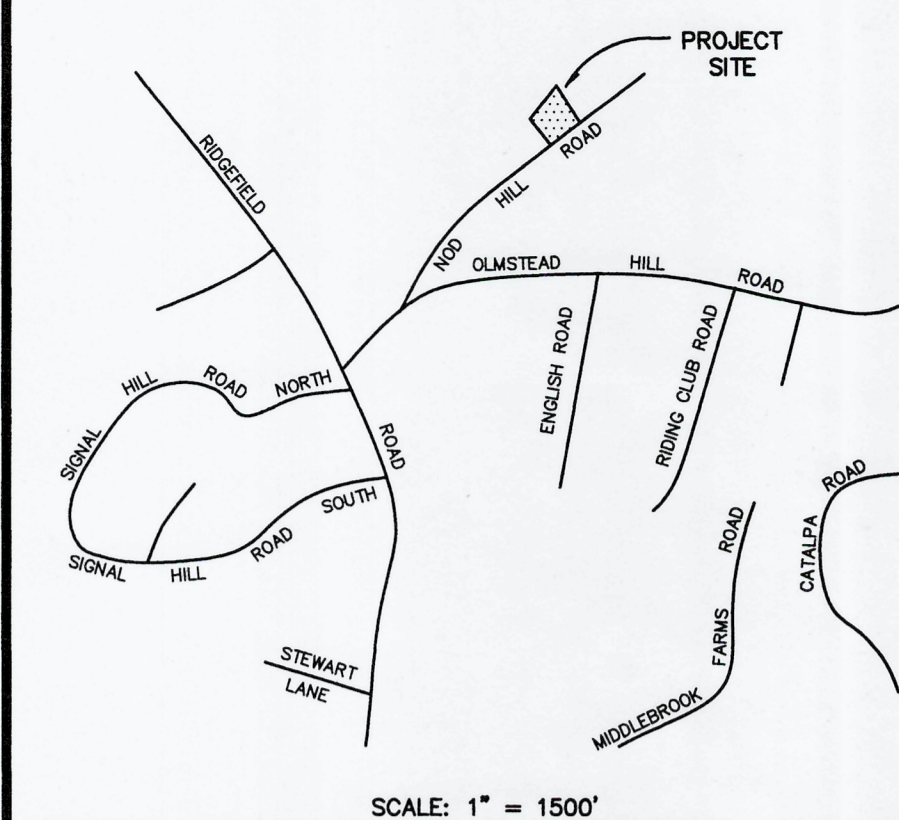 PROJECT
SITE
RIDGEFIELD
ROAD
NOD HILL ROAD
OLMSTEAD HILL ROAD
ENGLISH ROAD
RIDING CLUB ROAD
SIGNAL HILL ROAD NORTH
SIGNAL HILL ROAD SOUTH
CATALPA ROAD
MIDDLEBROOK FARMS ROAD
STEWART
LANE
SCALE: 1" = 1500'